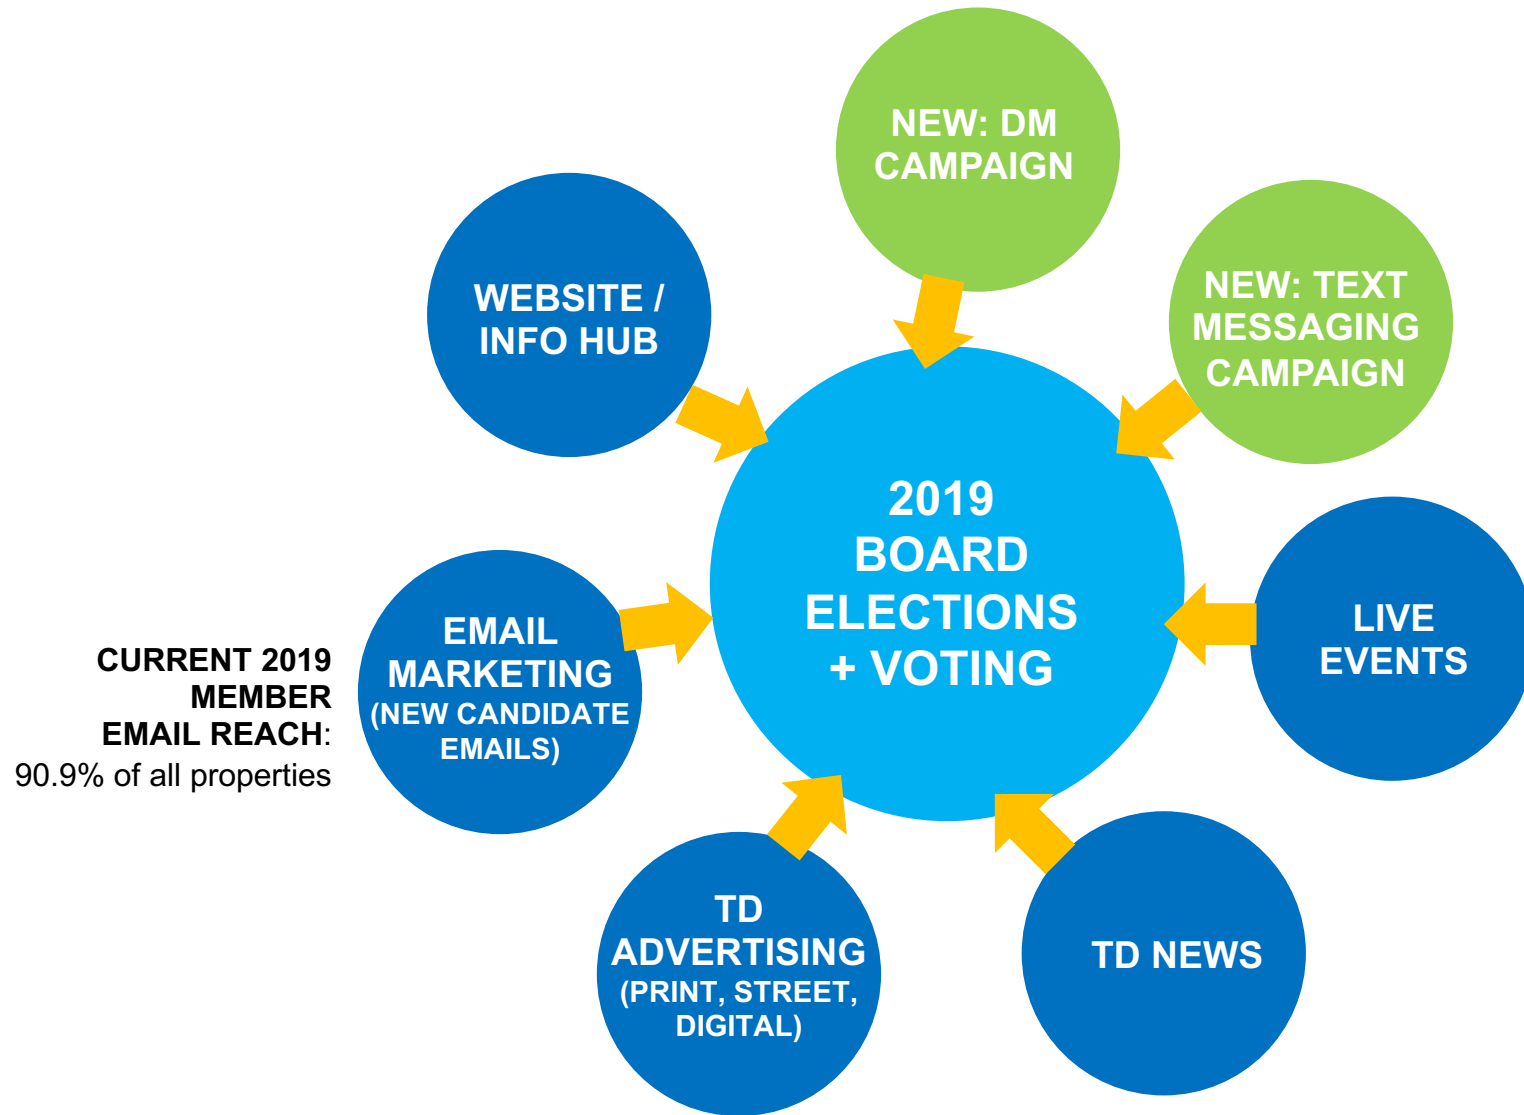 NEW: DM
CAMPAIGN
WEBSITE /
INFO HUB
NEW: TEXT
MESSAGING
CAMPAIGN
2019
BOARD
ELECTIONS
+ VOTING
LIVE
EVENTS
EMAIL
MARKETING
(NEW CANDIDATE
EMAILS)
CURRENT 2019
MEMBER
EMAIL REACH:
90.9% of all properties
TD
ADVERTISING
(PRINT, STREET,
DIGITAL)
TD NEWS